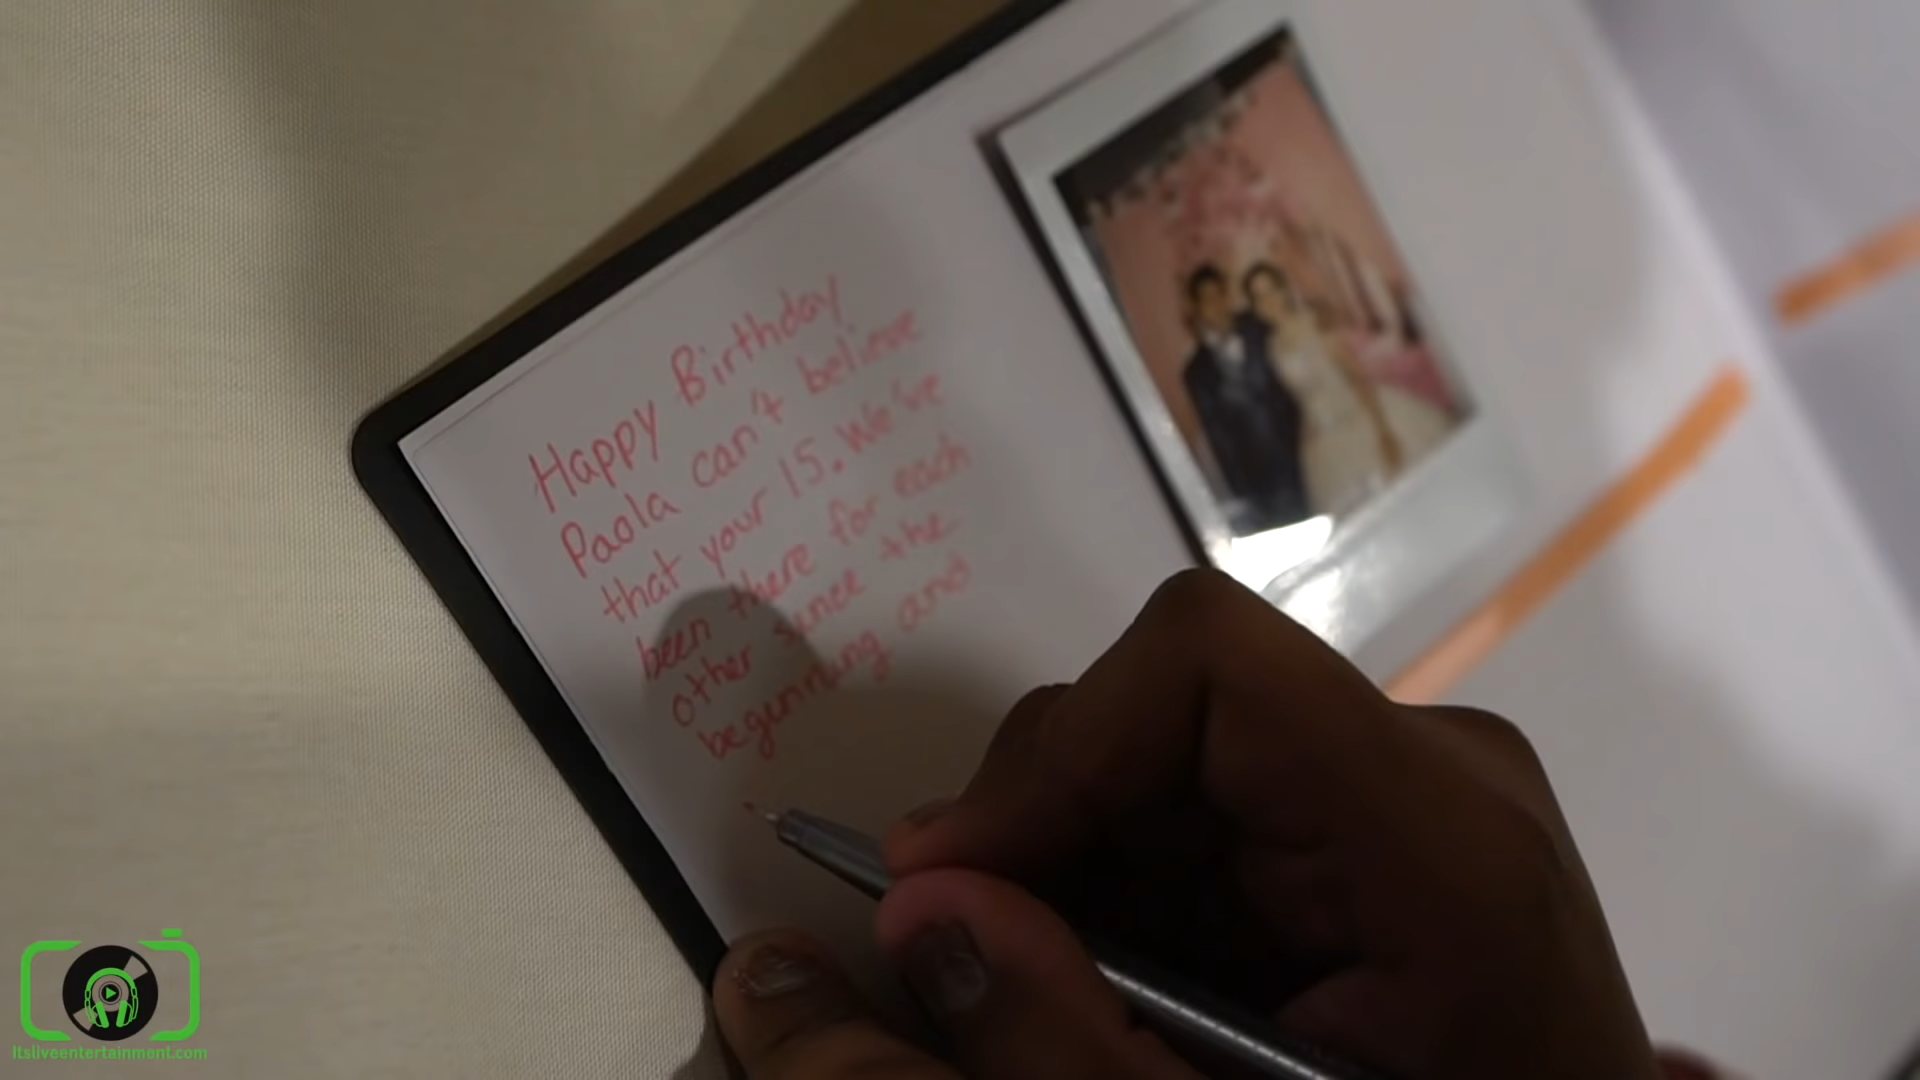 Happy Birthday
Paola can't believe
that your 15. We've
been there for each
other since the
beginning and
Itsliveentertainment.com